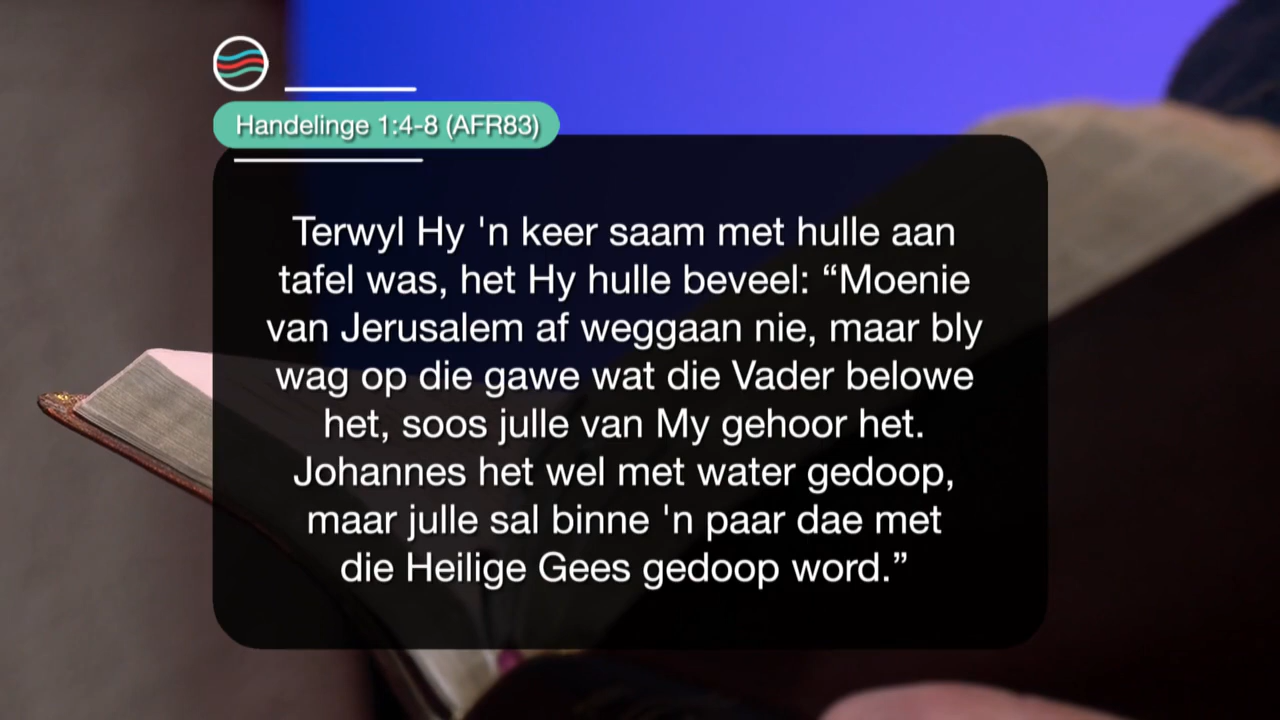 Handelinge 1:4-8 (AFR83)
Terwyl Hy 'n keer saam met hulle aan
tafel was, het Hy hulle beveel: “Moenie
van Jerusalem af weggaan nie, maar bly
wag op die gawe wat die Vader belowe
het, soos julle van My gehoor het.
Johannes het wel met water gedoop,
maar julle sal binne 'n paar dae met
die Heilige Gees gedoop word.”